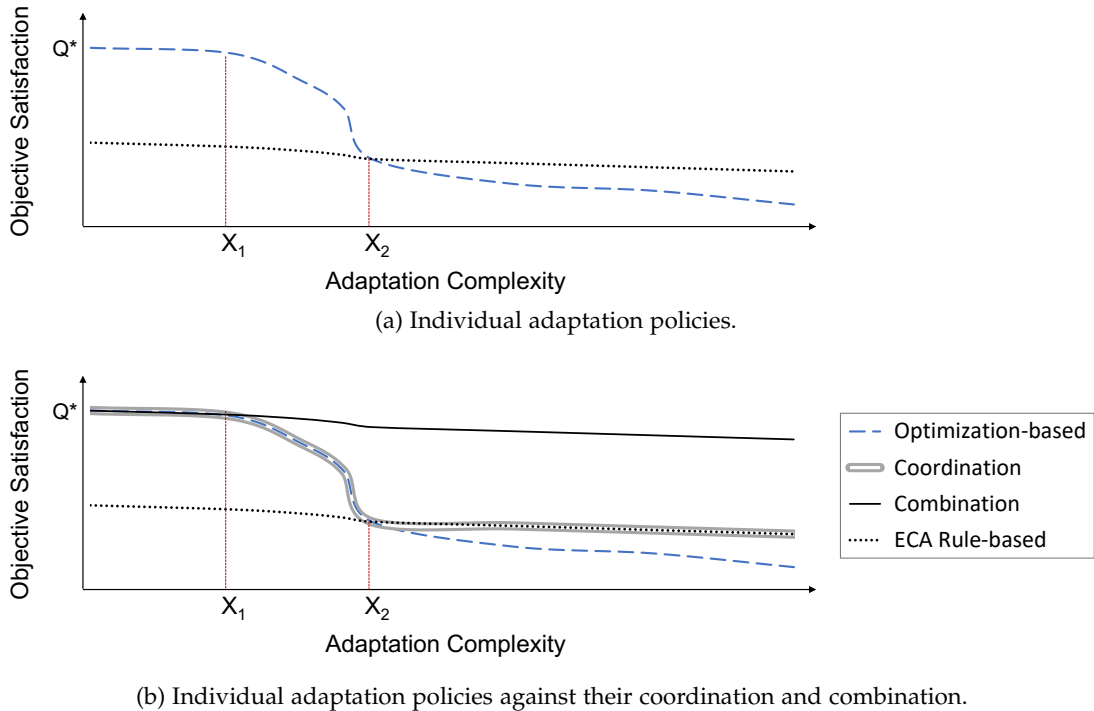 Objective Satisfaction
Q*
X₁
X₂
Adaptation Complexity
(a) Individual adaptation policies.
Objective Satisfaction
Q*
X₁
X₂
Adaptation Complexity
Optimization-based
Coordination
Combination
ECA Rule-based
(b) Individual adaptation policies against their coordination and combination.